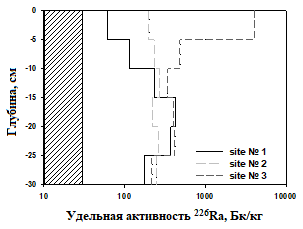 0
-5
-10
-15
-20
-25
-30
Глубина, см
site № 1
site № 2
site № 3
10
100
1000
10000
Удельная активность ²²⁶Ra, Бк/кг